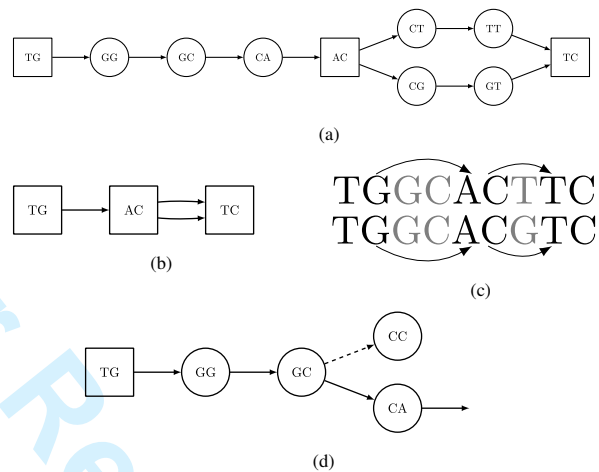 CT TT
TG GG GC CA AC TC
CG GT
(a)
TG AC TC
(b)
TGGCACTTC
TGGCACGTC
(c)
CC
TG GG GC
CA
(d)